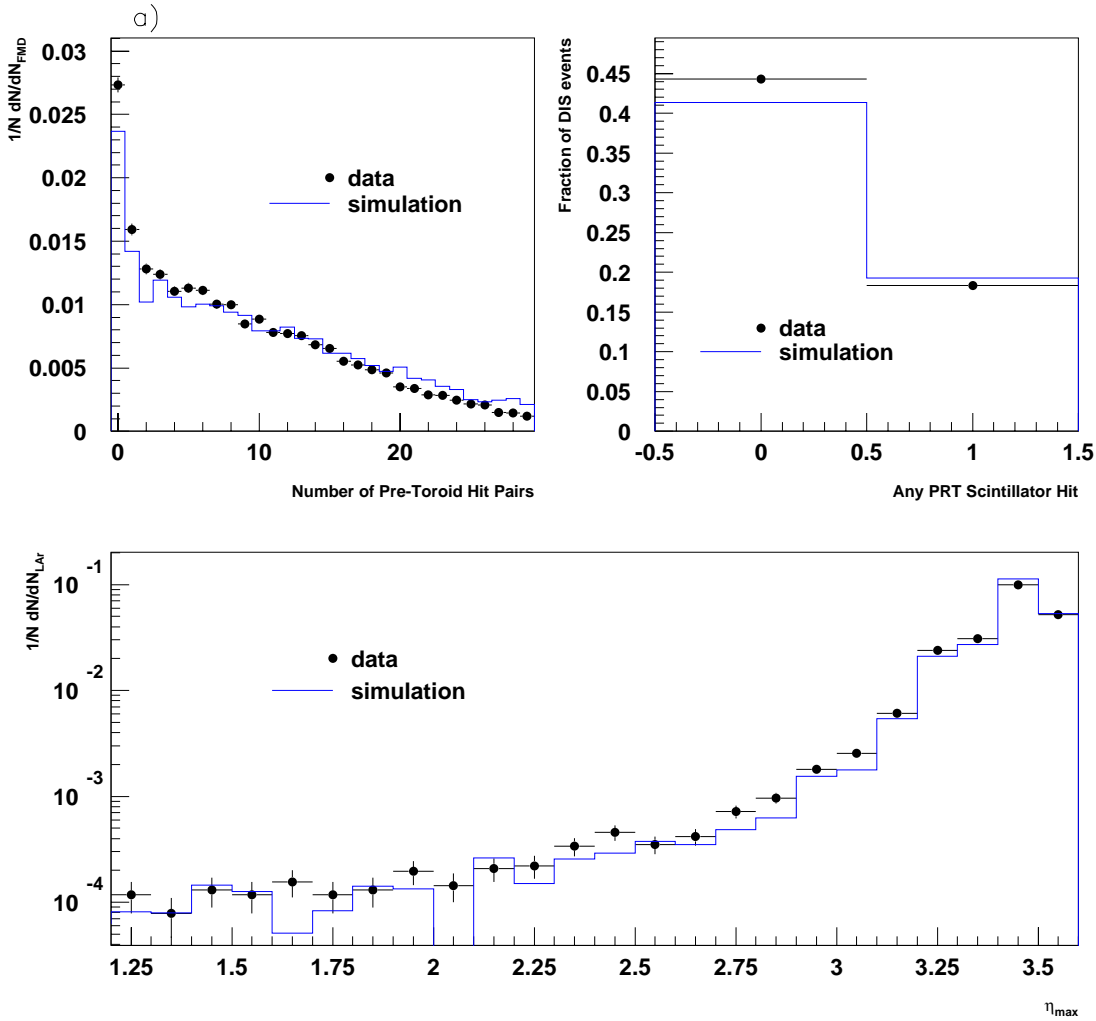 a)
1/N dN/dN_FMD
0.03
0.025
0.02
0.015
0.01
0.005
0
data
simulation
0 10 20
Number of Pre-Toroid Hit Pairs
Fraction of DIS events
0.45
0.4
0.35
0.3
0.25
0.2
0.15
0.1
0.05
0
data
simulation
-0.5 0 0.5 1 1.5
Any PRT Scintillator Hit
1/N dN/dN_LAr
10^-1
10^-2
10^-3
10^-4
data
simulation
1.25 1.5 1.75 2 2.25 2.5 2.75 3 3.25 3.5
η_max